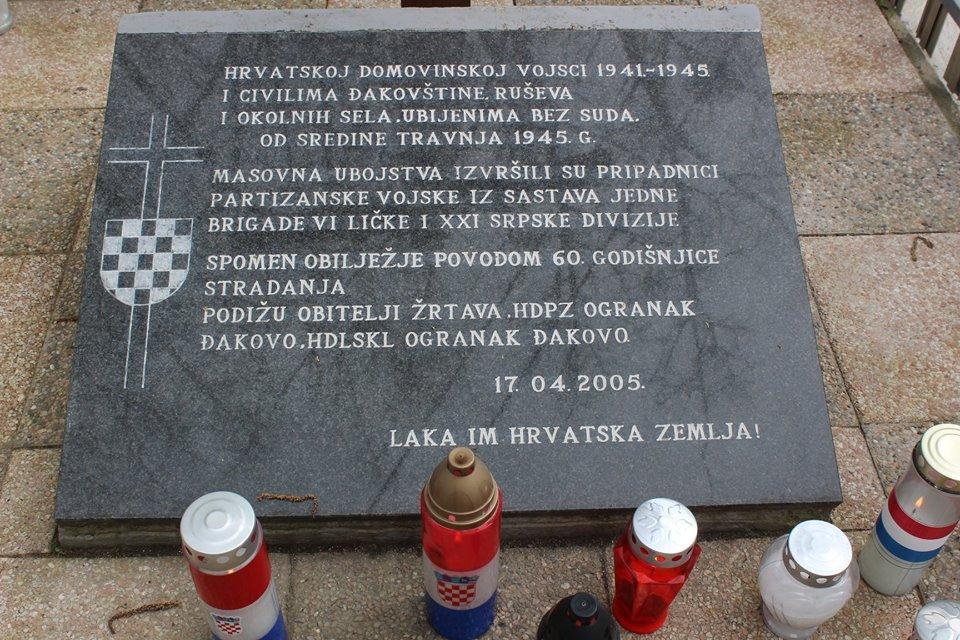 HRVATSKOJ DOMOVINSKOJ VOJSCI 1941.-1945.
I CIVILIMA ĐAKOVŠTINE, RUŠEVA
I OKOLNIH SELA, UBIJENIMA BEZ SUDA,
OD SREDINE TRAVNJA 1945. G.
MASOVNA UBOJSTVA IZVRŠILI SU PRIPADNICI
PARTIZANSKE VOJSKE IZ SASTAVA JEDNE
BRIGADE VI LIČKE I XXI SRPSKE DIVIZIJE
SPOMEN OBILJEŽJE POVODOM 60. GODIŠNJICE
STRADANJA
PODIŽU OBITELJI ŽRTAVA, HDPZ OGRANAK
ĐAKOVO, HDLSKL OGRANAK ĐAKOVO.
17. 04. 2005.
LAKA IM HRVATSKA ZEMLJA!